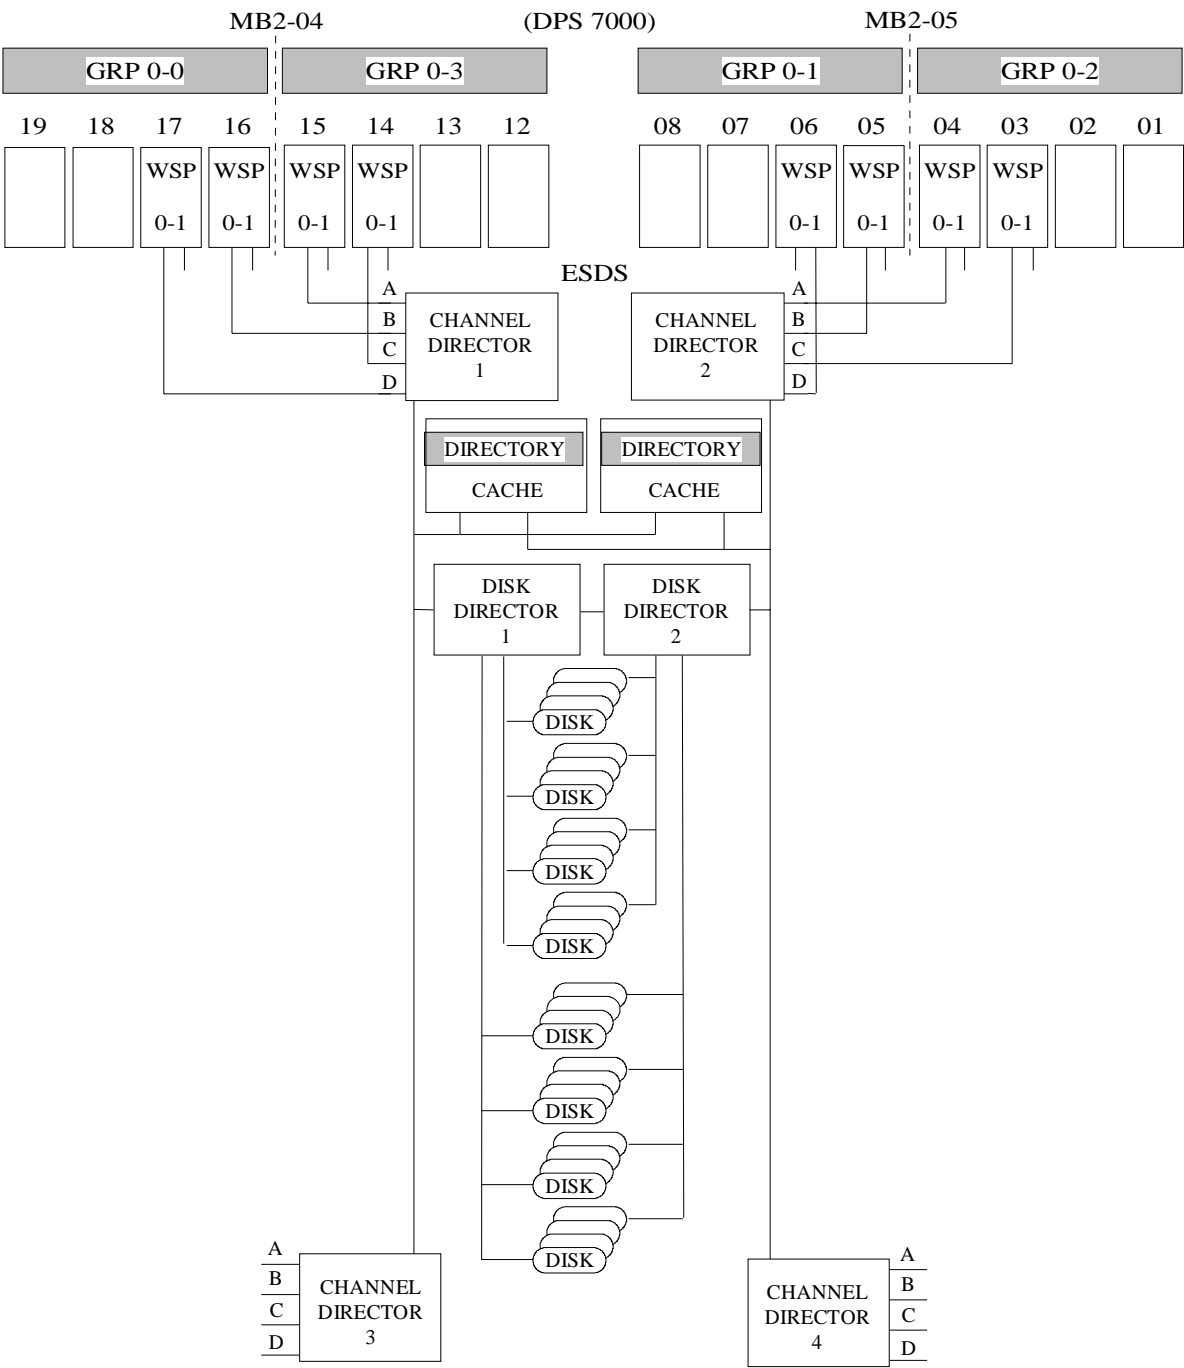 MB2-04 (DPS 7000) MB2-05
GRP 0-0 GRP 0-3 GRP 0-1 GRP 0-2
19 18 17 16 15 14 13 12 08 07 06 05 04 03 02 01
WSP WSP WSP WSP WSP WSP WSP WSP
0-1 0-1 0-1 0-1 0-1 0-1 0-1 0-1
ESDS
A
B
C
D
CHANNEL
DIRECTOR
1
CHANNEL
DIRECTOR
2
A
B
C
D
DIRECTORY DIRECTORY
CACHE CACHE
DISK
DIRECTOR
1
DISK
DIRECTOR
2
DISK
DISK
DISK
DISK
DISK
DISK
DISK
DISK
A
B
C
D
CHANNEL
DIRECTOR
3
CHANNEL
DIRECTOR
4
A
B
C
D